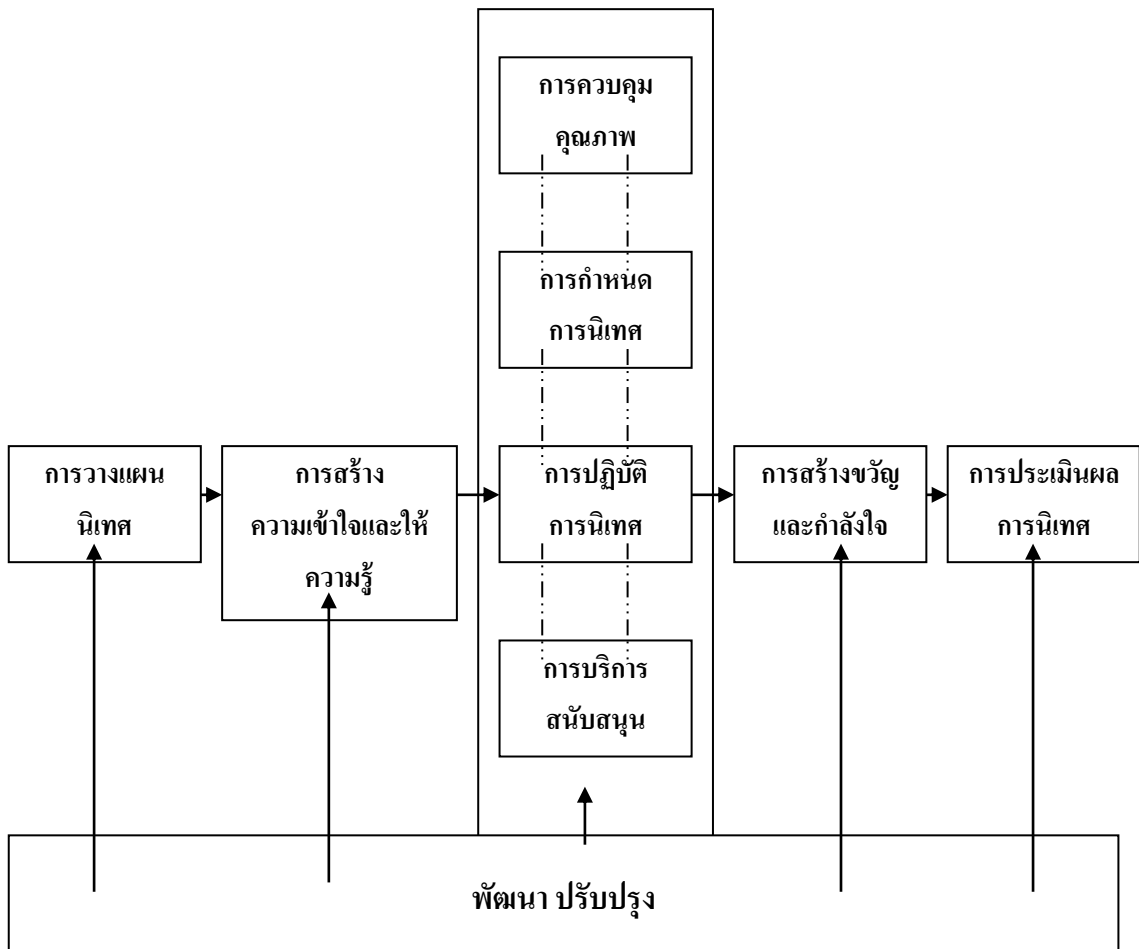 การควบคุม
คุณภาพ
การกำหนด
การนิเทศ
การวางแผน
นิเทศ
การสร้าง
ความเข้าใจและให้
ความรู้
การปฏิบัติ
การนิเทศ
การสร้างขวัญ
และกำลังใจ
การประเมินผล
การนิเทศ
การบริการ
สนับสนุน
พัฒนา ปรับปรุง